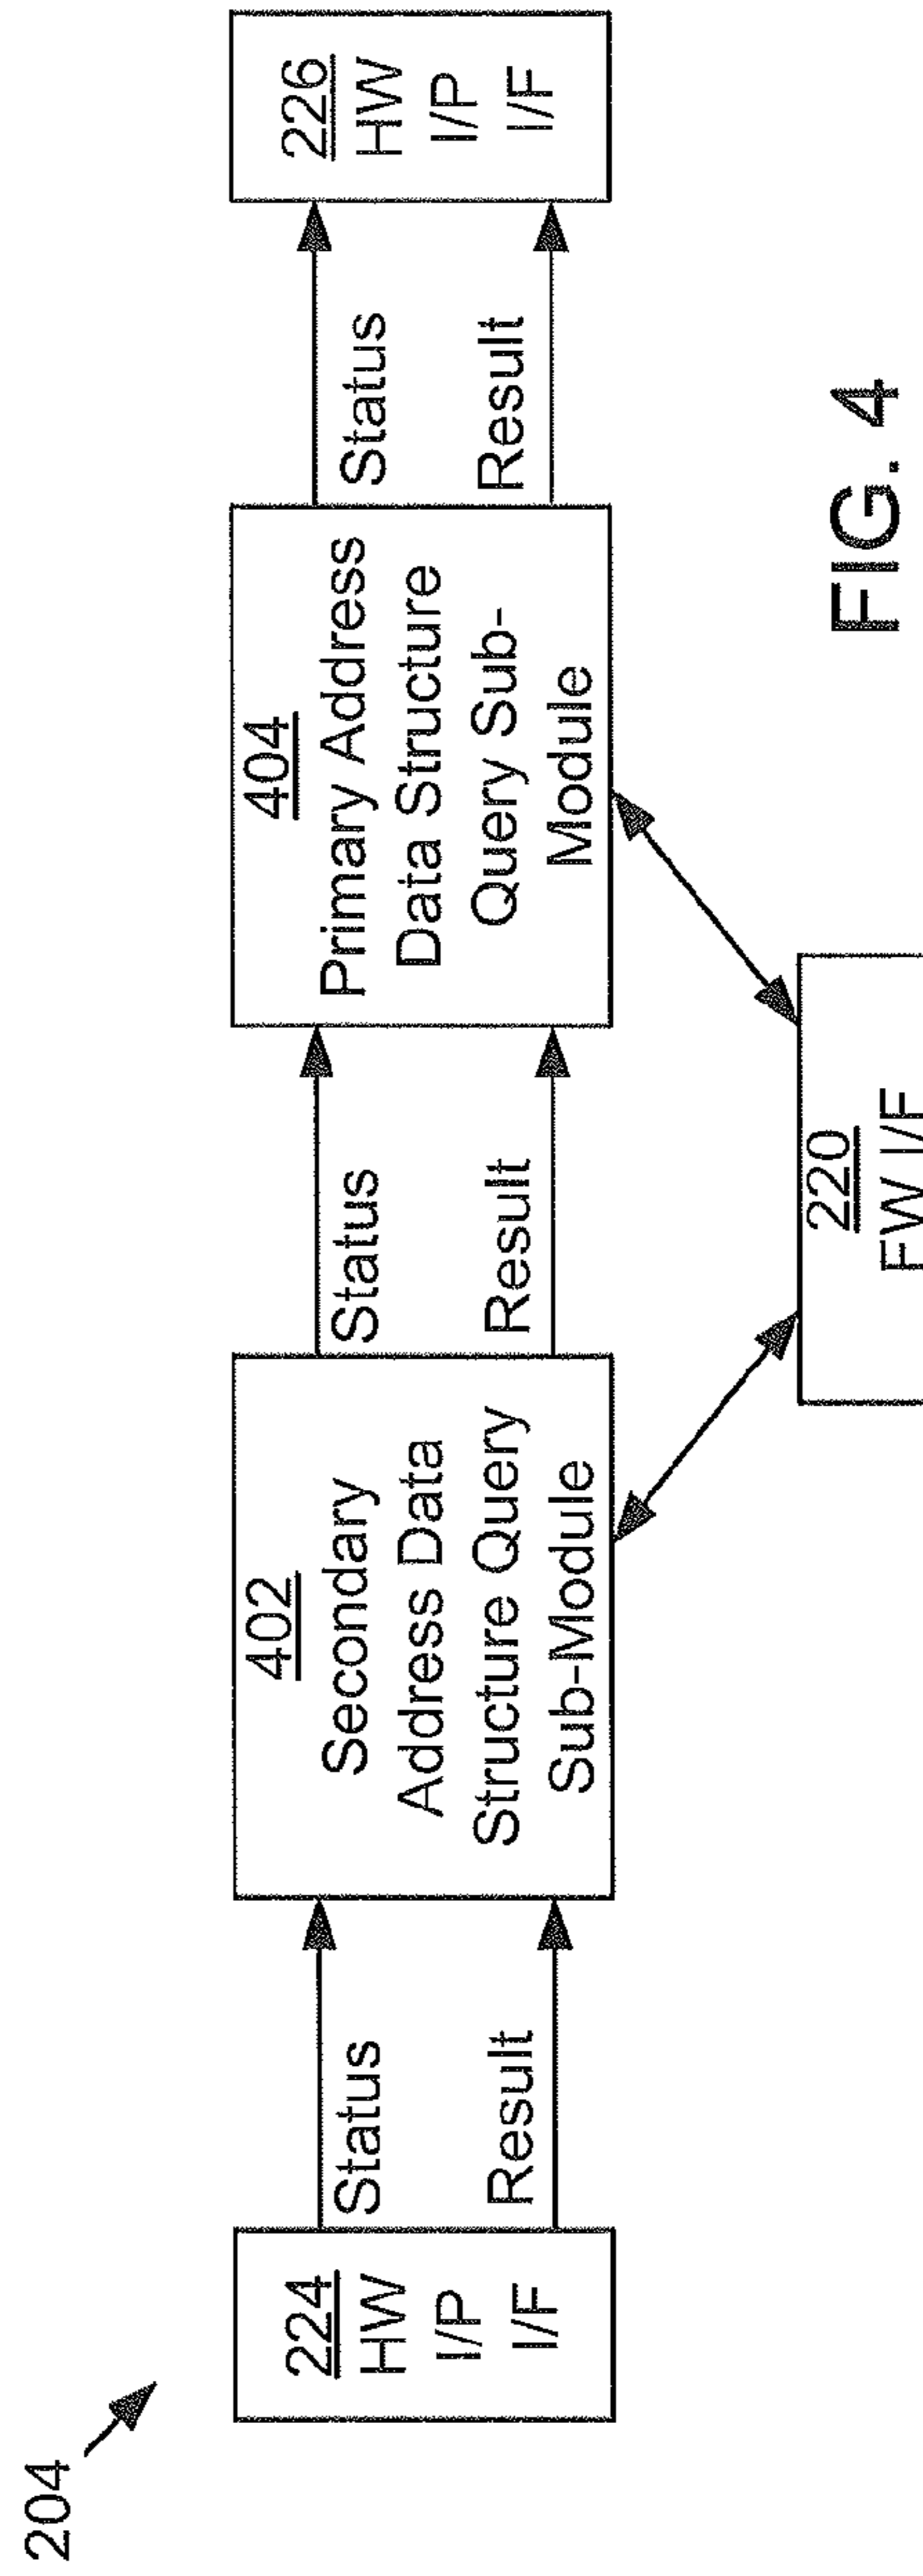 204
224
HW
I/P
I/F
Status
Result
402
Secondary
Address Data
Structure Query
Sub-Module
Status
Result
404
Primary Address
Data Structure
Query Sub-
Module
Status
Result
226
HW
I/P
I/F
220
FW I/F
FIG. 4